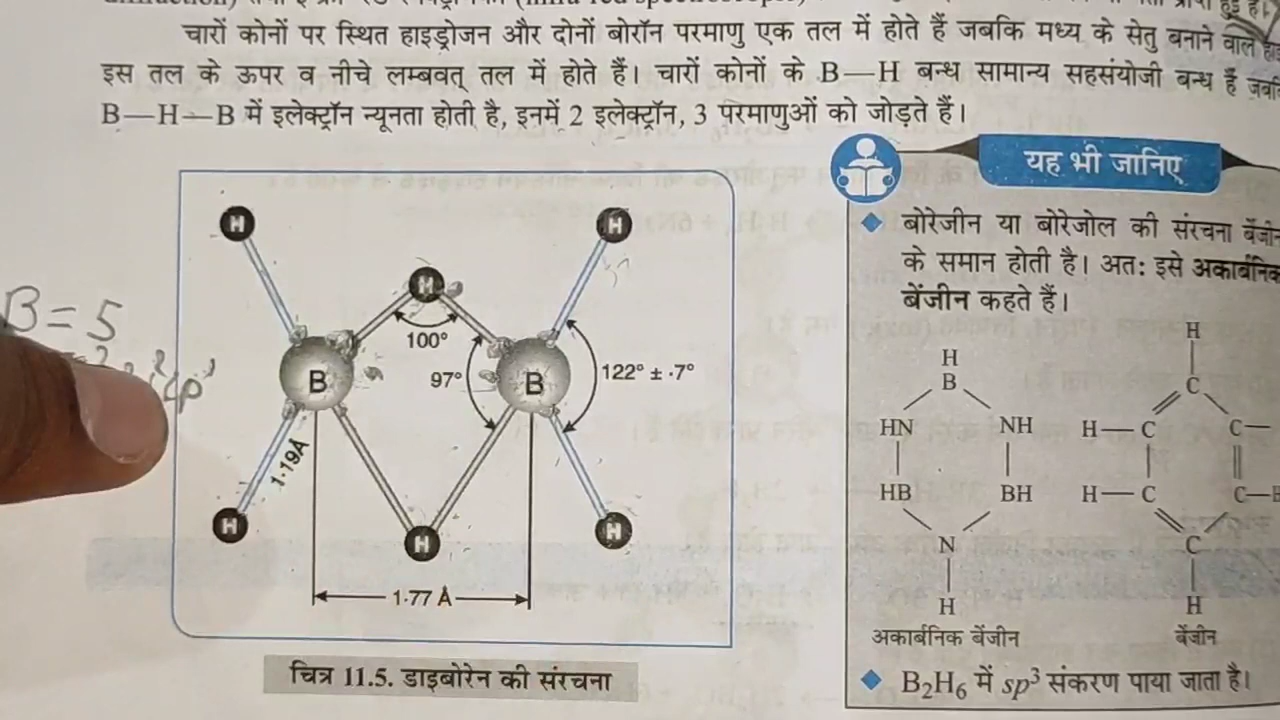 चारों कोनों पर स्थित हाइड्रोजन और दोनों बोरॉन परमाणु एक तल में होते हैं जबकि मध्य के सेतु बनाने वाले
इस तल के ऊपर व नीचे लम्बवत् तल में होते हैं। चारों कोनों के B—H बन्ध सामान्य सहसंयोजी बन्ध हैं
B—H—B में इलेक्ट्रॉन न्यूनता होती है, इनमें 2 इलेक्ट्रॉन, 3 परमाणुओं को जोड़ते हैं।
B = 5
H
H
H
100°
97°
122° ± ·7°
B
B
1·19Å
H
H
H
1·77 Å
चित्र 11.5. डाइबोरेन की संरचना
यह भी जानिए
बोरेजीन या बोरेजोल की संरचना बेंजीन
के समान होती है। अतः इसे अकार्बनिक
बेंजीन कहते हैं।
H
B
HN
NH
HB
BH
N
H
अकार्बनिक बेंजीन
H
C
H—C
C—
H—C
C—H
C
H
बेंजीन
B₂H₆ में sp³ संकरण पाया जाता है।